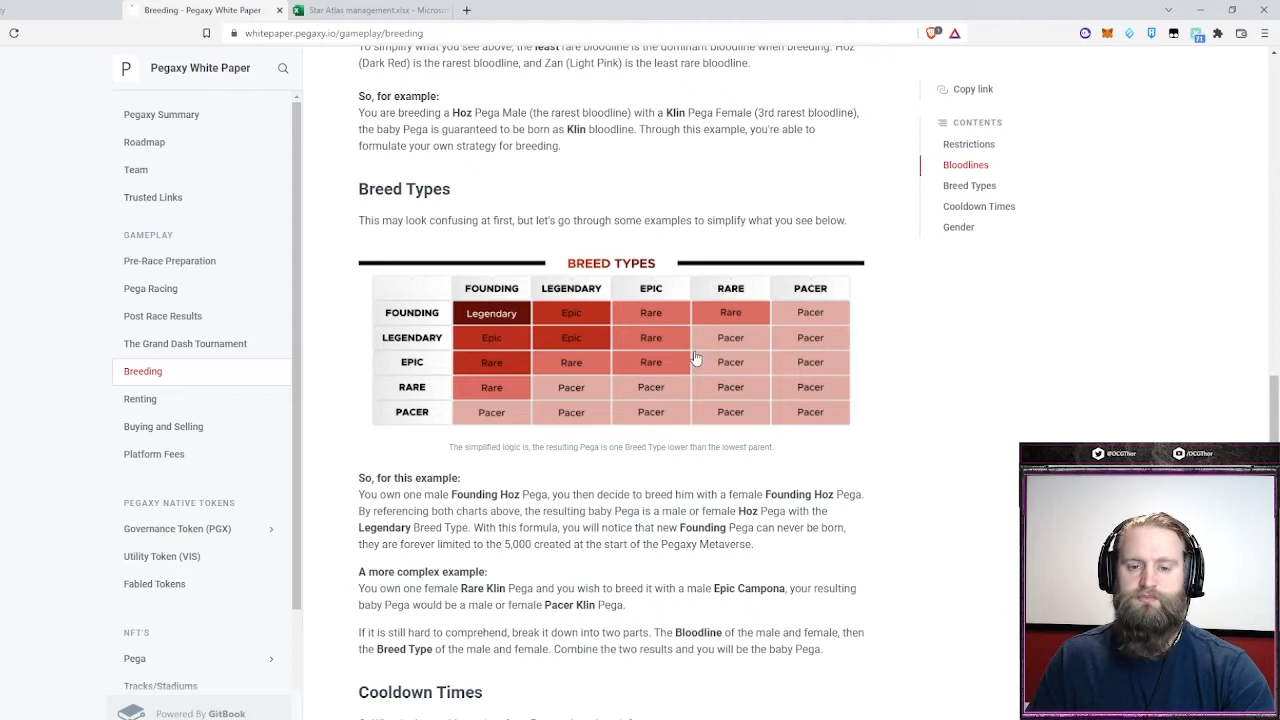 Breeding - Pegaxy White Paper
Star Atlas management.xlsx - Microso
whitepaper.pegaxy.io/gameplay/breeding
P Pegaxy White Paper
Pegaxy Summary
Roadmap
Team
Trusted Links
GAMEPLAY
Pre-Race Preparation
Pega Racing
Post Race Results
The Grand Dash Tournament
Breeding
Renting
Buying and Selling
Platform Fees
PEGAXY NATIVE TOKENS
Governance Token (PGX)
Utility Token (VIS)
Fabled Tokens
NFT'S
Pega
Tracks/Stadiums
Powered By GitBook
To simplify what you see above, the least rare bloodline is the dominant bloodline when breeding. Hoz
(Dark Red) is the rarest bloodline, and Zan (Light Pink) is the least rare bloodline.
So, for example:
You are breeding a Hoz Pega Male (the rarest bloodline) with a Klin Pega Female (3rd rarest bloodline),
the baby Pega is guaranteed to be born as Klin bloodline. Through this example, you're able to
formulate your own strategy for breeding.
Breed Types
This may look confusing at first, but let's go through some examples to simplify what you see below.
BREED TYPES
FOUNDING LEGENDARY EPIC RARE PACER
FOUNDING Legendary Epic Rare Rare Pacer
LEGENDARY Epic Epic Rare Pacer Pacer
EPIC Rare Rare Rare Pacer Pacer
RARE Rare Pacer Pacer Pacer Pacer
PACER Pacer Pacer Pacer Pacer Pacer
The simplified logic is, the resulting Pega is one Breed Type lower than the lowest parent.
So, for this example:
You own one male Founding Hoz Pega, you then decide to breed him with a female Founding Hoz Pega.
By referencing both charts above, the resulting baby Pega is a male or female Hoz Pega with the
Legendary Breed Type. With this formula, you will notice that new Founding Pega can never be born,
they are forever limited to the 5,000 created at the start of the Pegaxy Metaverse.
A more complex example:
You own one female Rare Klin Pega and you wish to breed it with a male Epic Campona, your resulting
baby Pega would be a male or female Pacer Klin Pega.
If it is still hard to comprehend, break it down into two parts. The Bloodline of the male and female, then
the Breed Type of the male and female. Combine the two results and you will be the baby Pega.
Cooldown Times
Copy link
CONTENTS
Restrictions
Bloodlines
Breed Types
Cooldown Times
Gender
@OCGThor
/OCGThor